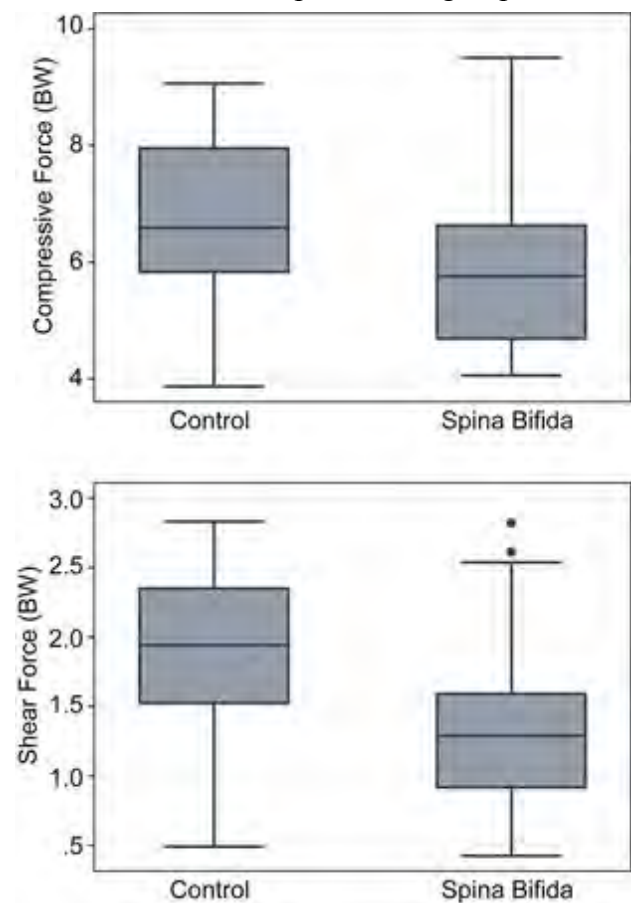 10
8
6
4
Compressive Force (BW)
Control Spina Bifida
3.0
2.5
2.0
1.5
1.0
.5
Shear Force (BW)
Control Spina Bifida